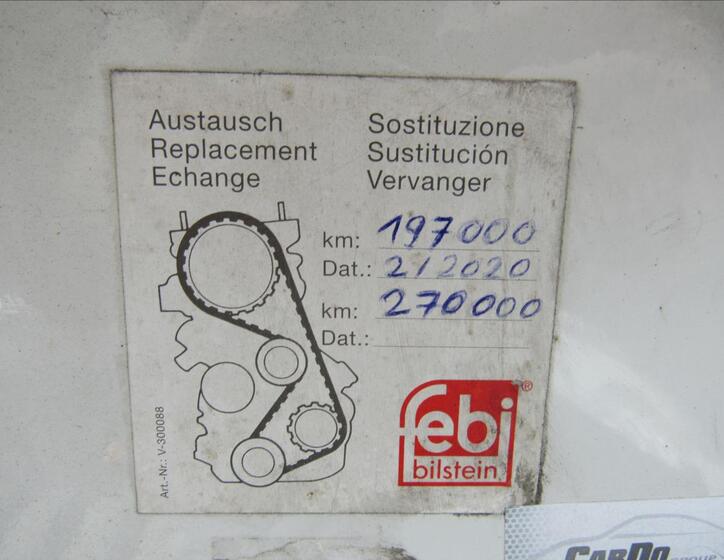 Austausch
Replacement
Echange
Sostituzione
Sustitución
Vervanger
km: 197000
Dat.: 2/2020
km: 270000
Dat.:
Art.-Nr.: V-300088
febi®
bilstein
CARDO